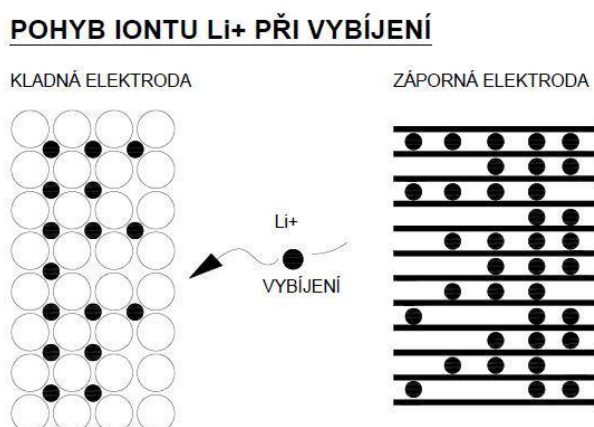 POHYB IONTU Li+ PŘI VYBÍJENÍ
KLADNÁ ELEKTRODA
ZÁPORNÁ ELEKTRODA
Li+
VYBÍJENÍ